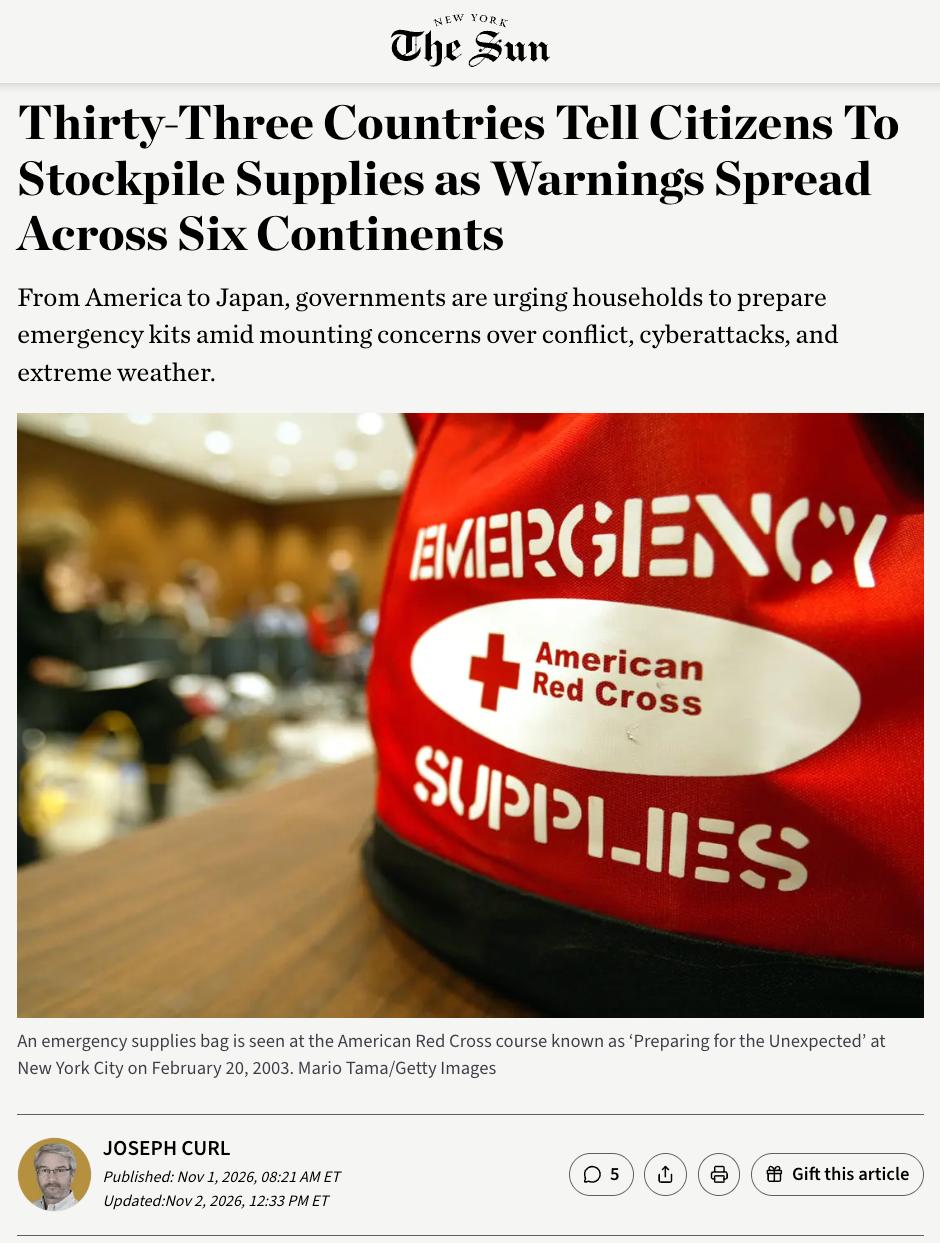 NEW YORK
The Sun
Thirty-Three Countries Tell Citizens To
Stockpile Supplies as Warnings Spread
Across Six Continents
From America to Japan, governments are urging households to prepare
emergency kits amid mounting concerns over conflict, cyberattacks, and
extreme weather.
EMERGENCY
American
Red Cross
SUPPLIES
An emergency supplies bag is seen at the American Red Cross course known as ‘Preparing for the Unexpected’ at
New York City on February 20, 2003. Mario Tama/Getty Images
JOSEPH CURL
Published: Nov 1, 2026, 08:21 AM ET
Updated:Nov 2, 2026, 12:33 PM ET
5
Gift this article